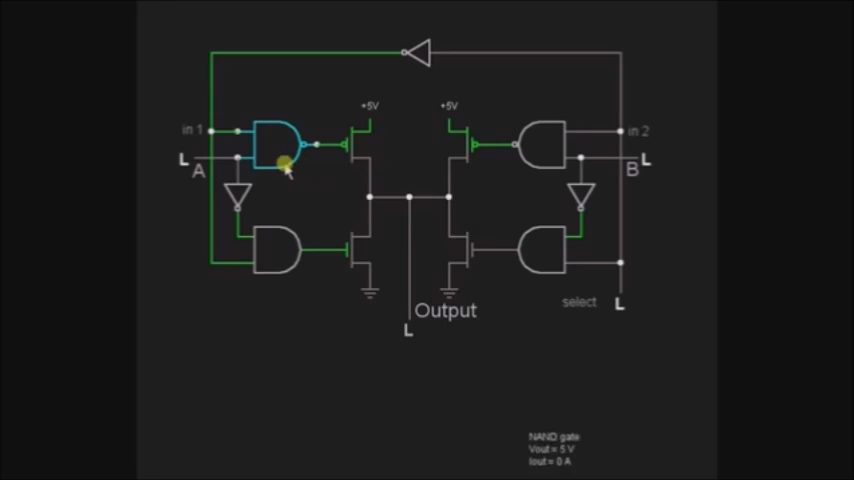 +5V +5V
in 1 in 2
L A B L
select L
Output
L
NAND gate
Vout = 5 V
Iout = 0 A